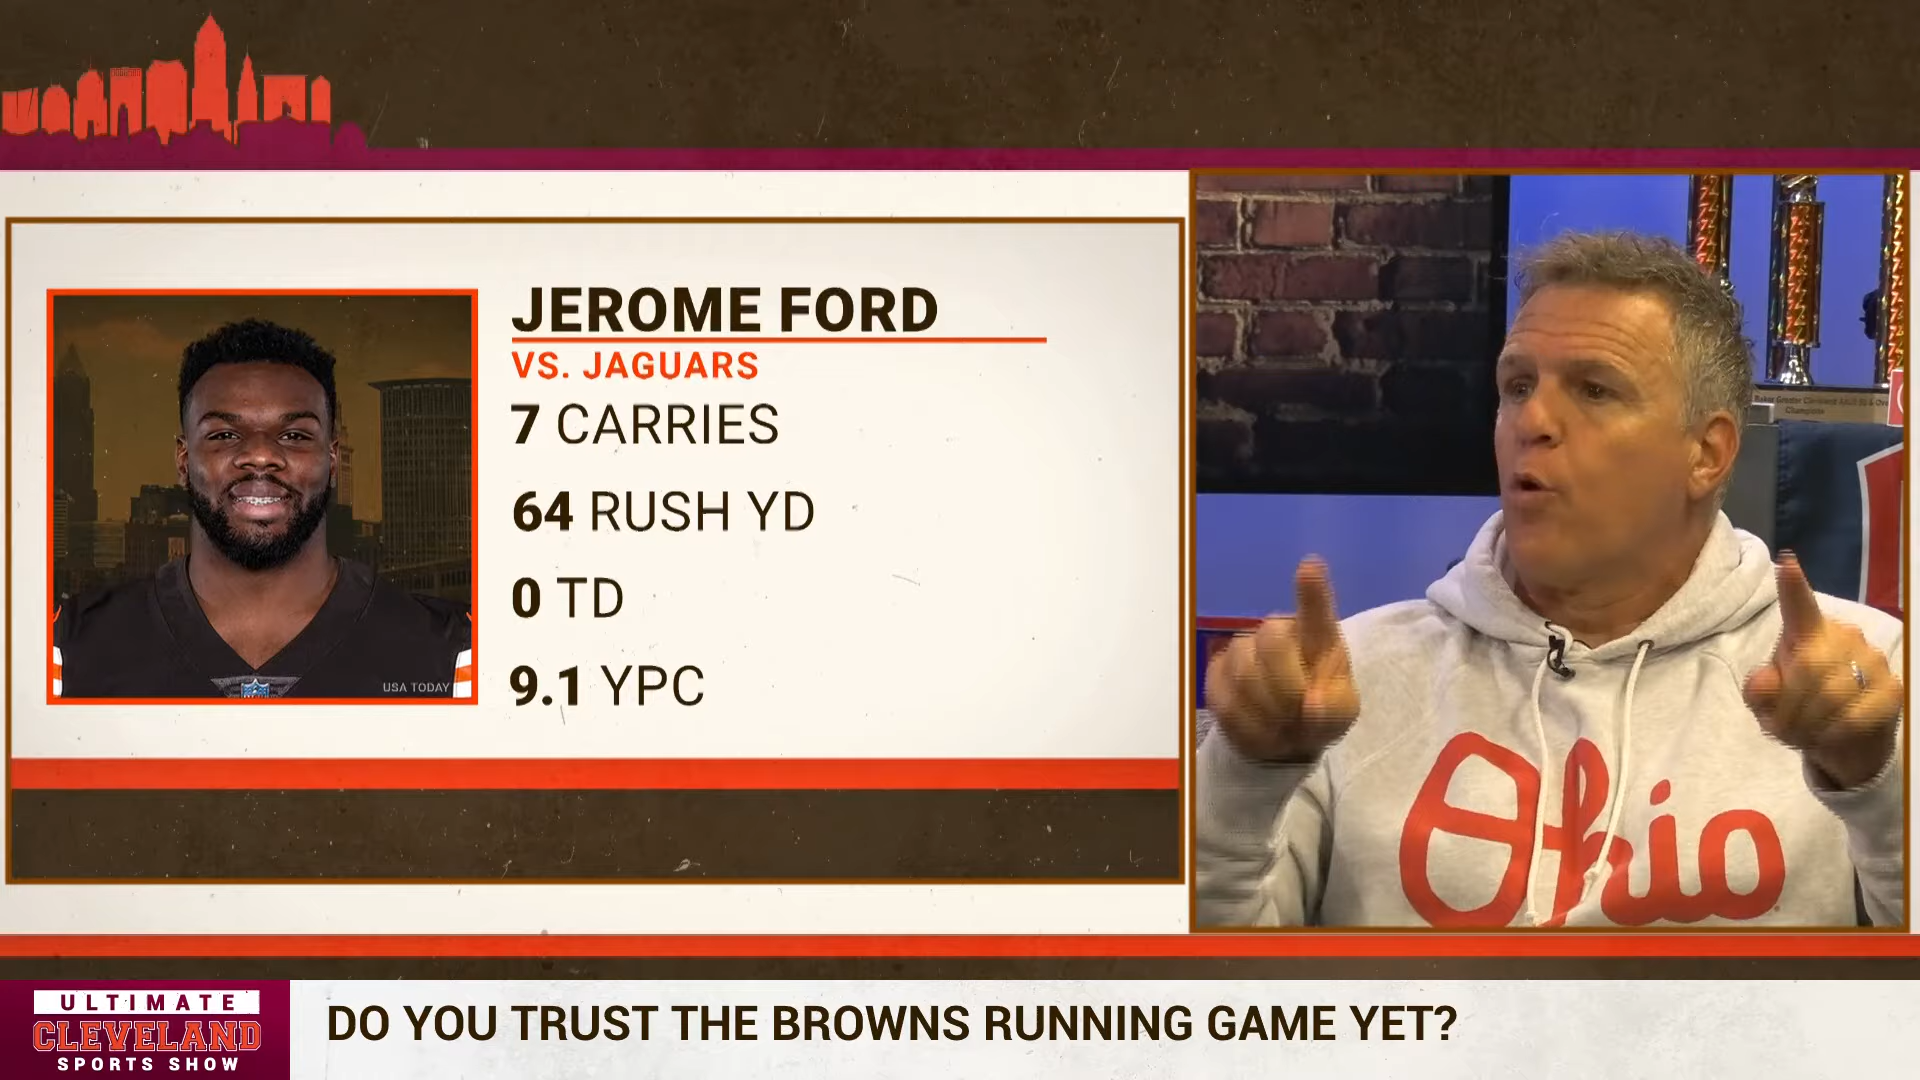 JEROME FORD
VS. JAGUARS
7 CARRIES
64 RUSH YD
0 TD
9.1 YPC
USA TODAY
Champions
Ohio
ULTIMATE
CLEVELAND
SPORTS SHOW
DO YOU TRUST THE BROWNS RUNNING GAME YET?